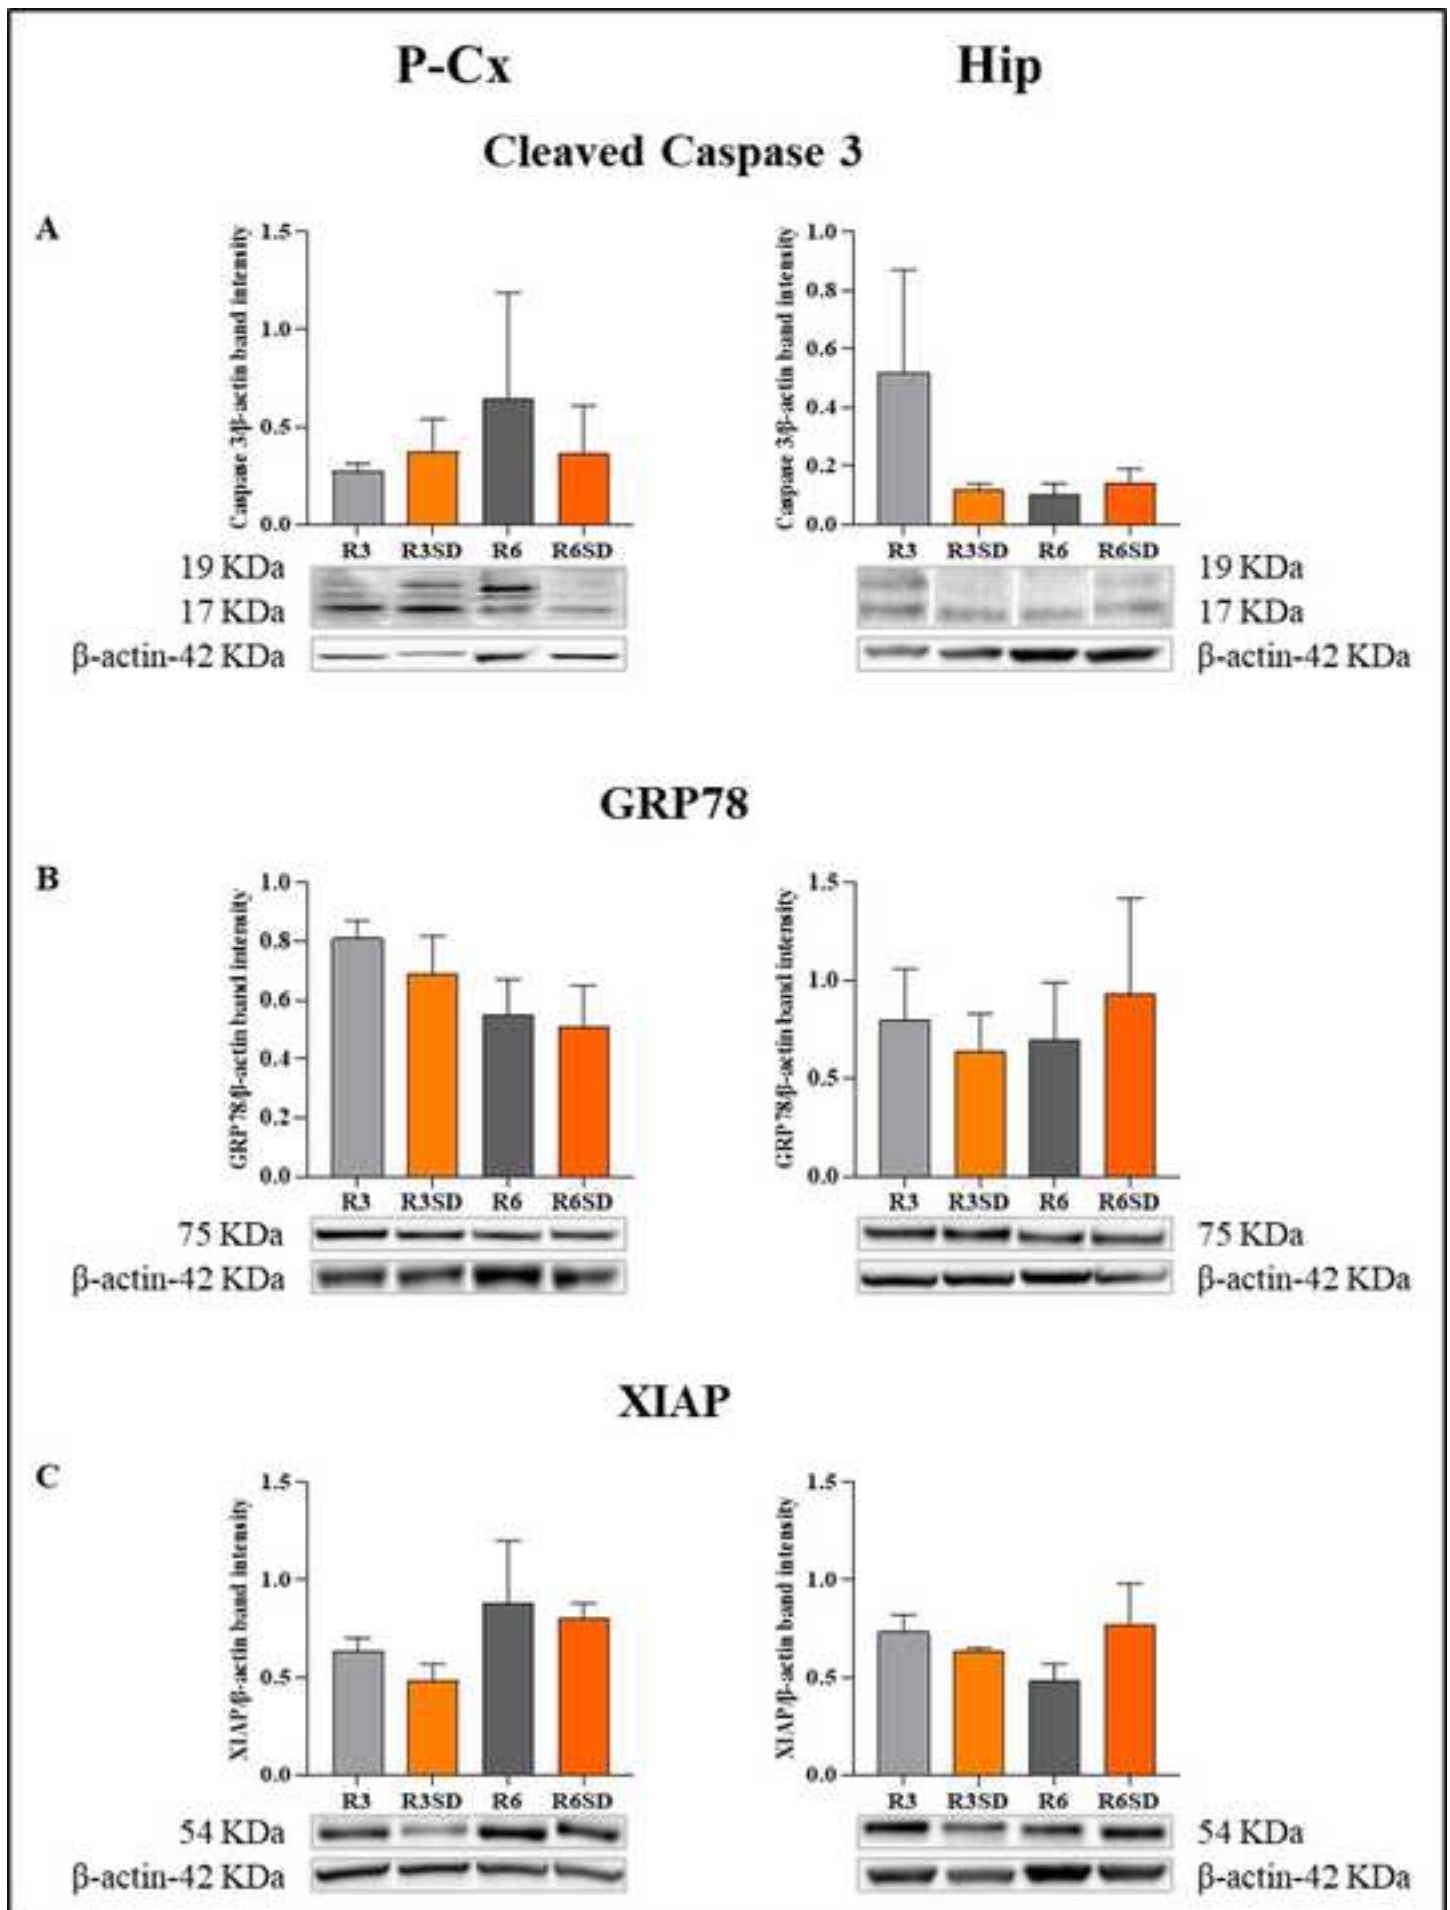 P-Cx Hip
Cleaved Caspase 3
A
Caspase 3/β-actin band intensity
1.5
1.0
0.5
0.0
R3 R3SD R6 R6SD
19 KDa
17 KDa
β-actin-42 KDa
Caspase 3/β-actin band intensity
1.0
0.8
0.6
0.4
0.2
0.0
R3 R3SD R6 R6SD
19 KDa
17 KDa
β-actin-42 KDa
GRP78
B
GRP78/β-actin band intensity
1.0
0.8
0.6
0.4
0.2
0.0
R3 R3SD R6 R6SD
75 KDa
β-actin-42 KDa
GRP78/β-actin band intensity
1.5
1.0
0.5
0.0
R3 R3SD R6 R6SD
75 KDa
β-actin-42 KDa
XIAP
C
XIAP/β-actin band intensity
1.5
1.0
0.5
0.0
R3 R3SD R6 R6SD
54 KDa
β-actin-42 KDa
XIAP/β-actin band intensity
1.5
1.0
0.5
0.0
R3 R3SD R6 R6SD
54 KDa
β-actin-42 KDa